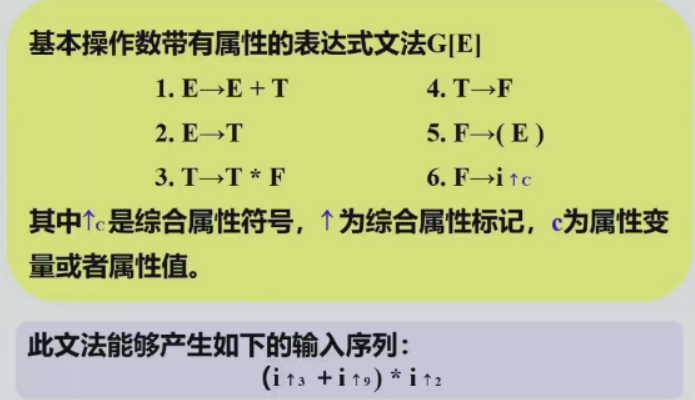 基本操作数带有属性的表达式文法G[E]
1. E→E + T 4. T→F
2. E→T 5. F→( E )
3. T→T * F 6. F→i ↑c
其中↑c是综合属性符号，↑为综合属性标记，c为属性变
量或者属性值。
此文法能够产生如下的输入序列：
(i ↑3 +i ↑9) * i ↑2